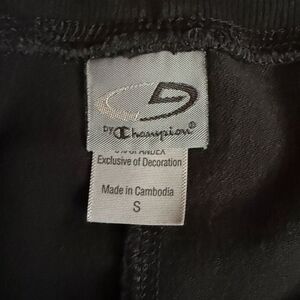 by Champion®
Exclusive of Decoration
Made in Cambodia
S